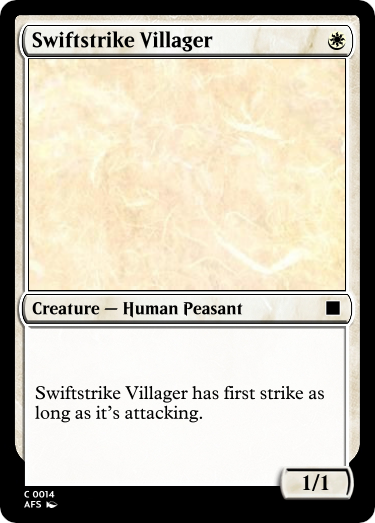 Swiftstrike Villager
Creature — Human Peasant
Swiftstrike Villager has first strike as
long as it's attacking.
1/1
C 0014
AFS